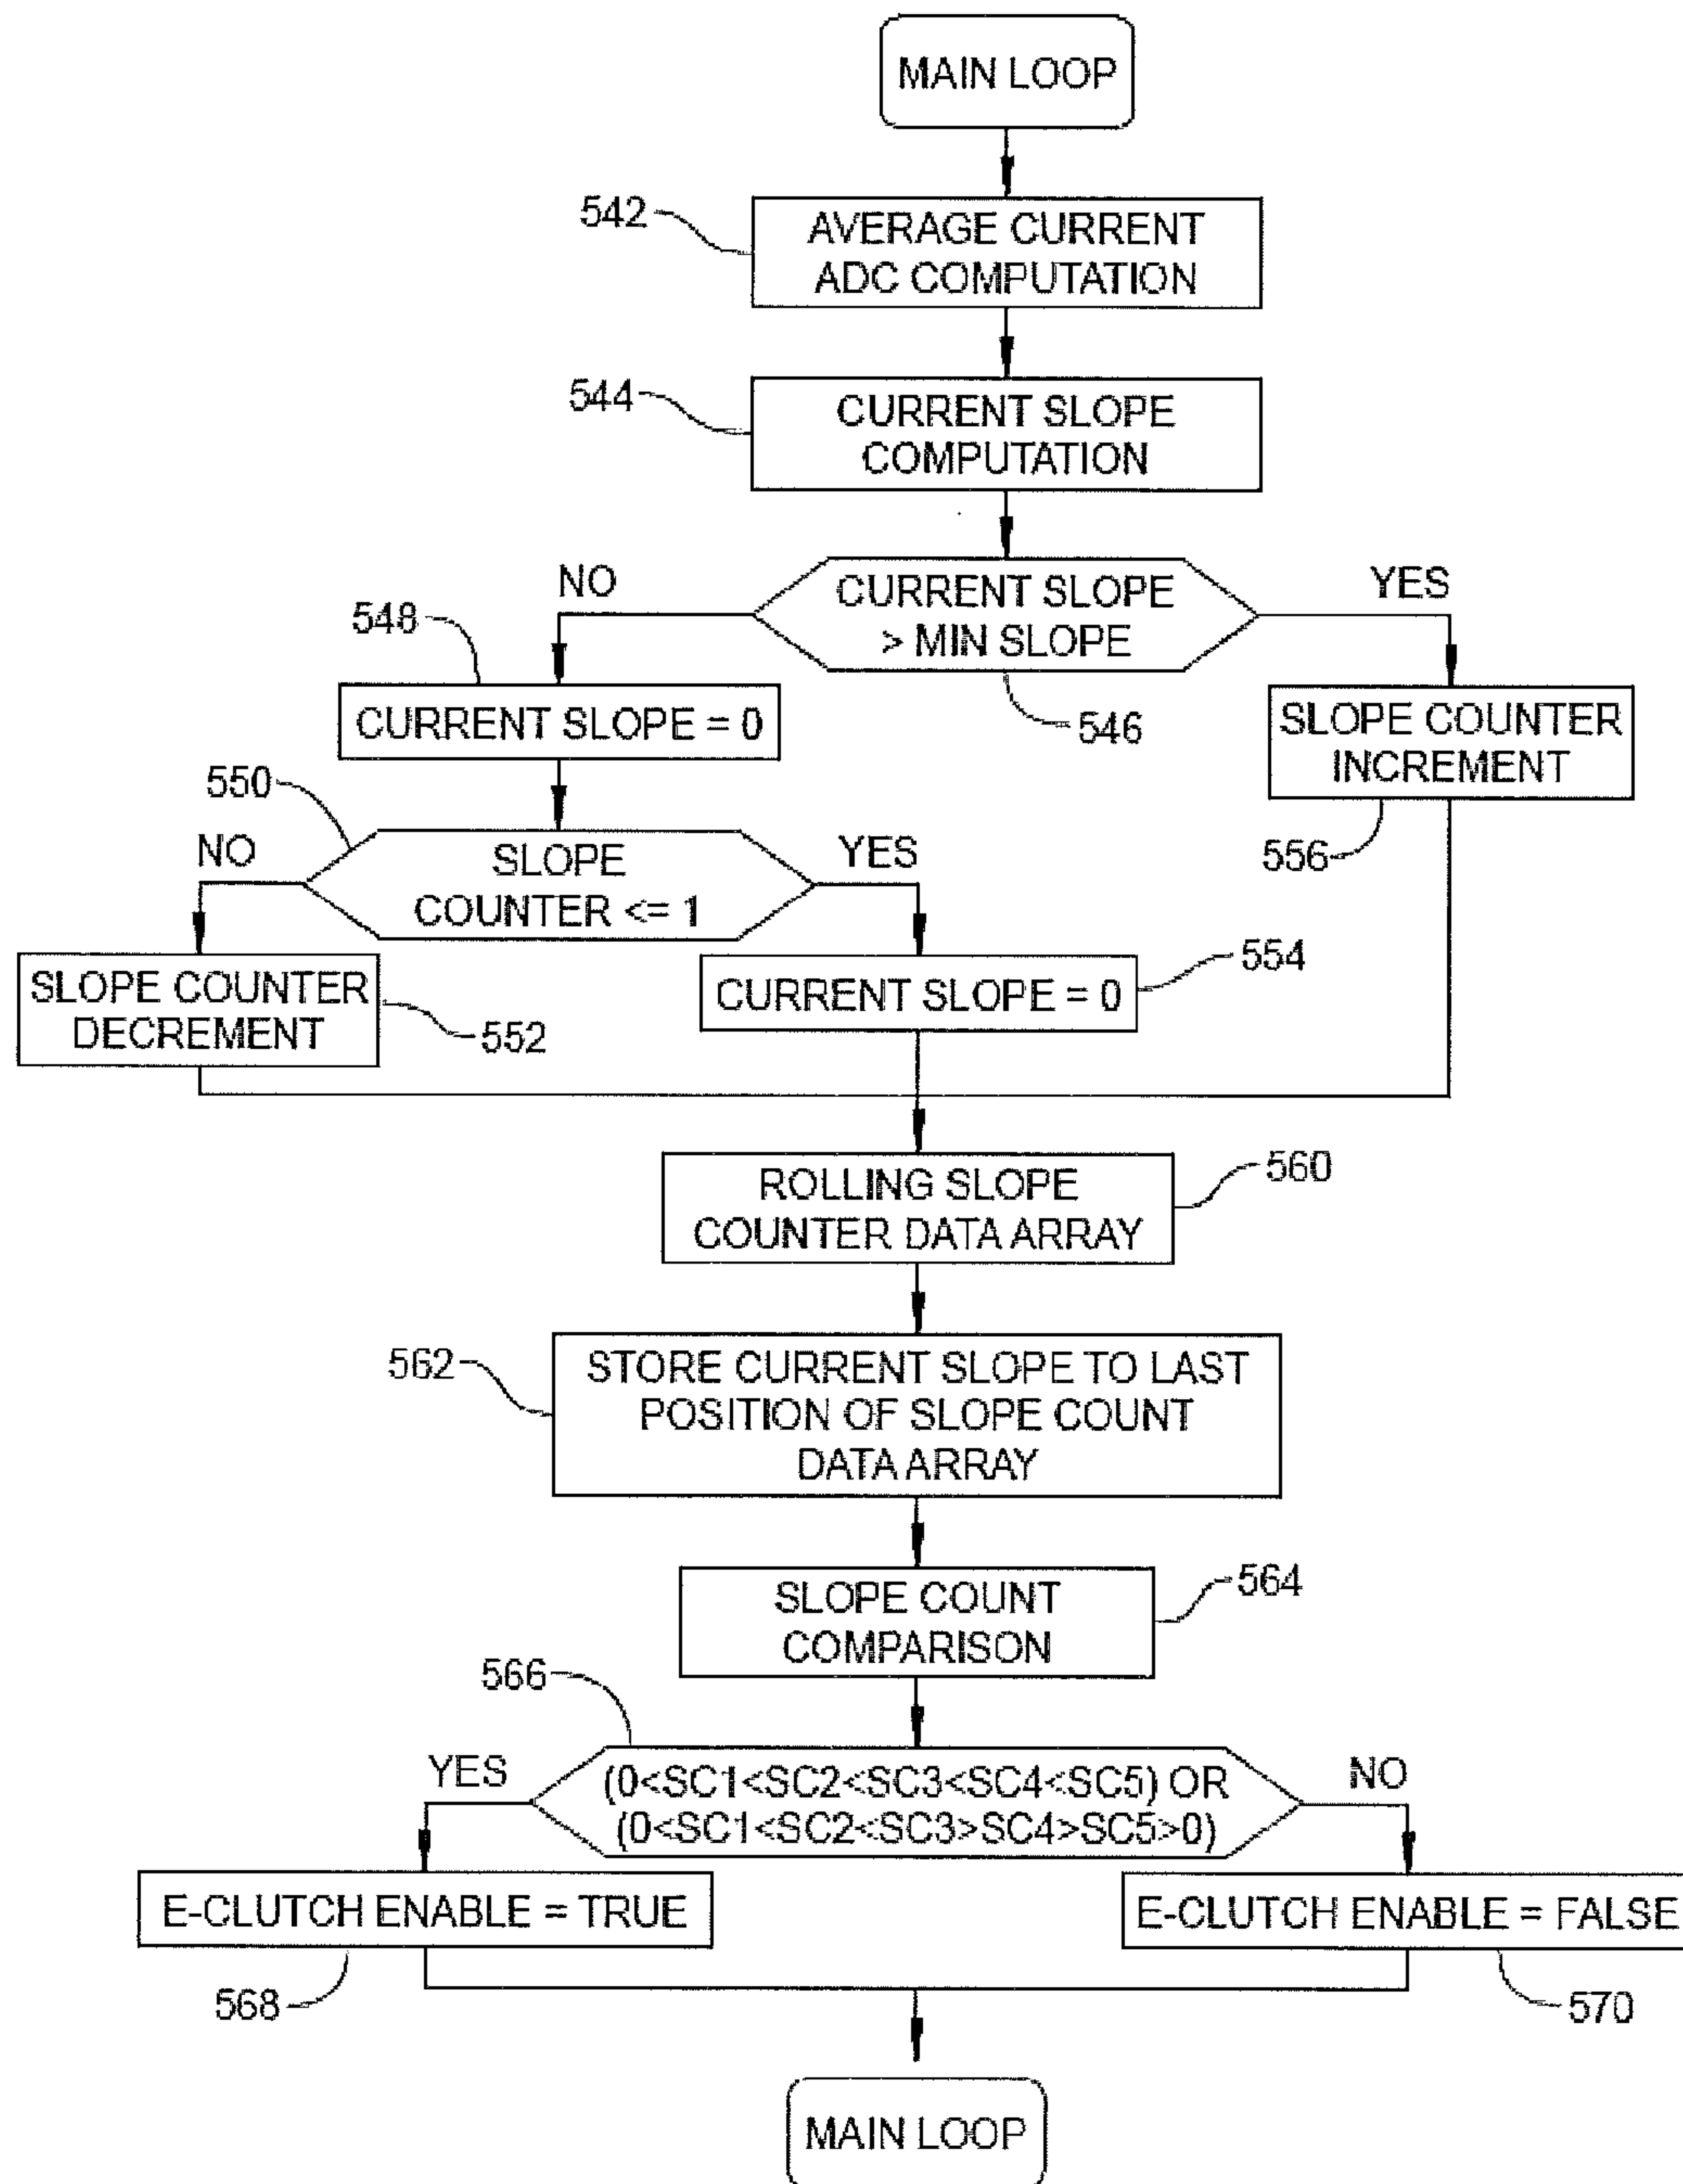 MAIN LOOP
542
AVERAGE CURRENT
ADC COMPUTATION
544
CURRENT SLOPE
COMPUTATION
NO
CURRENT SLOPE
> MIN SLOPE
YES
546
548
CURRENT SLOPE = 0
SLOPE COUNTER
INCREMENT
556
550
NO
SLOPE
COUNTER <= 1
YES
SLOPE COUNTER
DECREMENT
552
CURRENT SLOPE = 0
554
ROLLING SLOPE
COUNTER DATA ARRAY
560
562
STORE CURRENT SLOPE TO LAST
POSITION OF SLOPE COUNT
DATA ARRAY
SLOPE COUNT
COMPARISON
564
566
YES
(0<SC1<SC2<SC3<SC4<SC5) OR
(0<SC1<SC2<SC3>SC4>SC5>0)
NO
E-CLUTCH ENABLE = TRUE
568
E-CLUTCH ENABLE = FALSE
570
MAIN LOOP